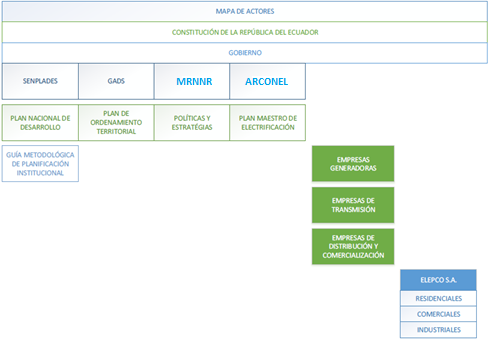 MAPA DE ACTORES
CONSTITUCIÓN DE LA REPÚBLICA DEL ECUADOR
GOBIERNO
SENPLADES
GADS
MRNNR
ARCONEL
PLAN NACIONAL DE
DESARROLLO
PLAN DE
ORDENAMIENTO
TERRITORIAL
POLÍTICAS Y
ESTRATÉGIAS
PLAN MAESTRO DE
ELECTRIFICACIÓN
GUÍA METODOLÓGICA
DE PLANIFICACIÓN
INSTITUCIONAL
EMPRESAS
GENERADORAS
EMPRESAS DE
TRANSMISIÓN
EMPRESAS DE
DISTRIBUCIÓN Y
COMERCIALIZACIÓN
ELEPCO S.A.
RESIDENCIALES
COMERCIALES
INDUSTRIALES